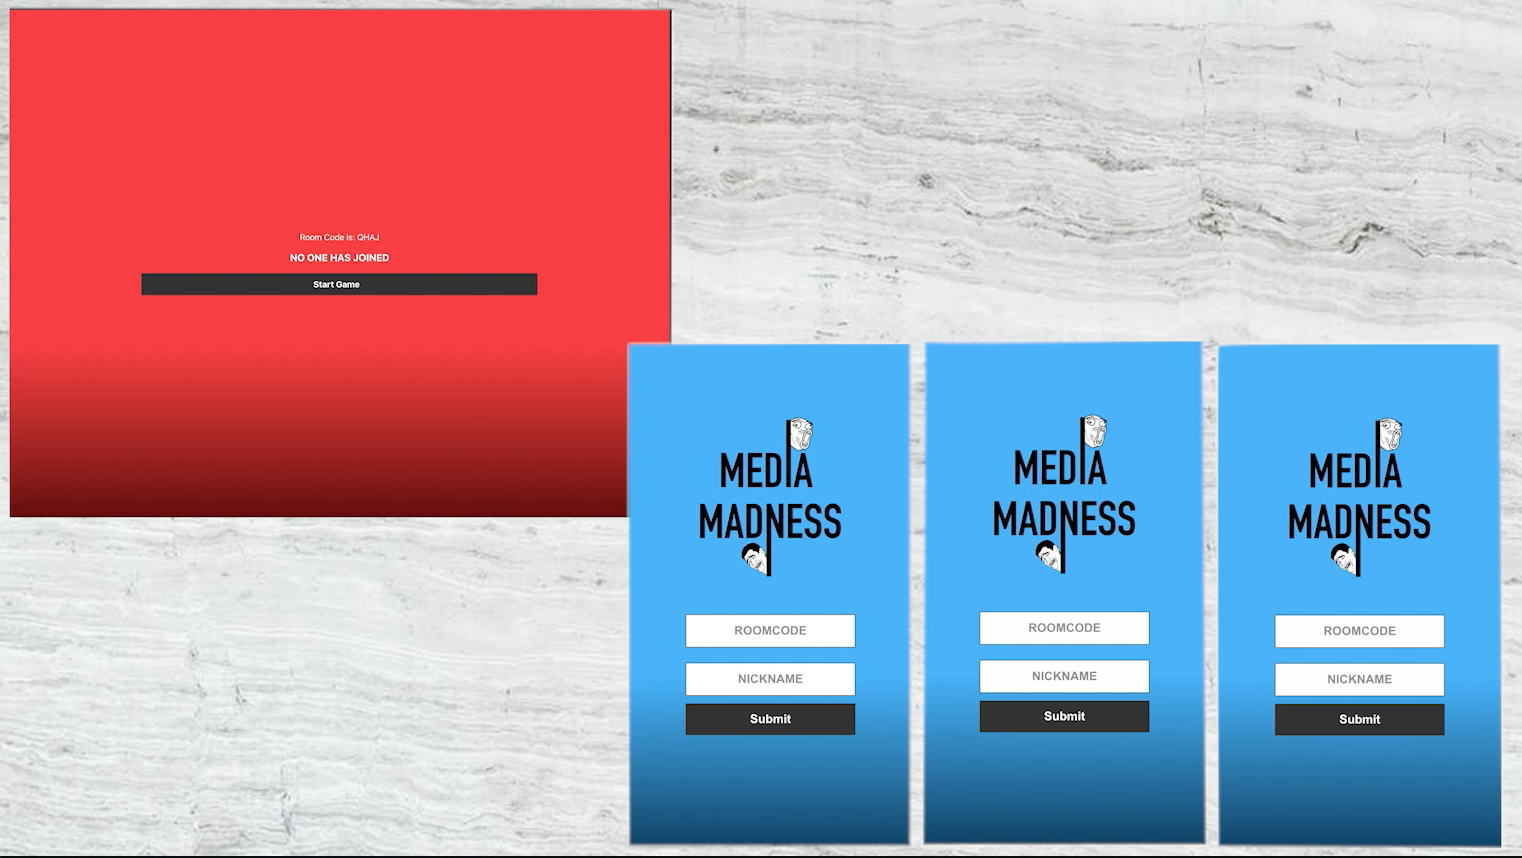 Room Code is: QHAJ
NO ONE HAS JOINED
Start Game
MEDIA
MADNESS
ROOMCODE
NICKNAME
Submit
MEDIA
MADNESS
ROOMCODE
NICKNAME
Submit
MEDIA
MADNESS
ROOMCODE
NICKNAME
Submit